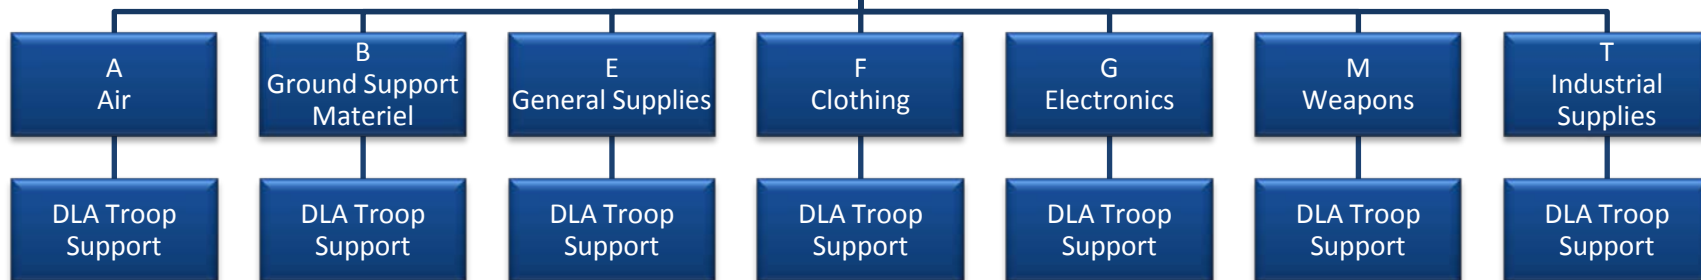 A
Air
B
Ground Support
Materiel
E
General Supplies
F
Clothing
G
Electronics
M
Weapons
T
Industrial
Supplies
DLA Troop
Support
DLA Troop
Support
DLA Troop
Support
DLA Troop
Support
DLA Troop
Support
DLA Troop
Support
DLA Troop
Support